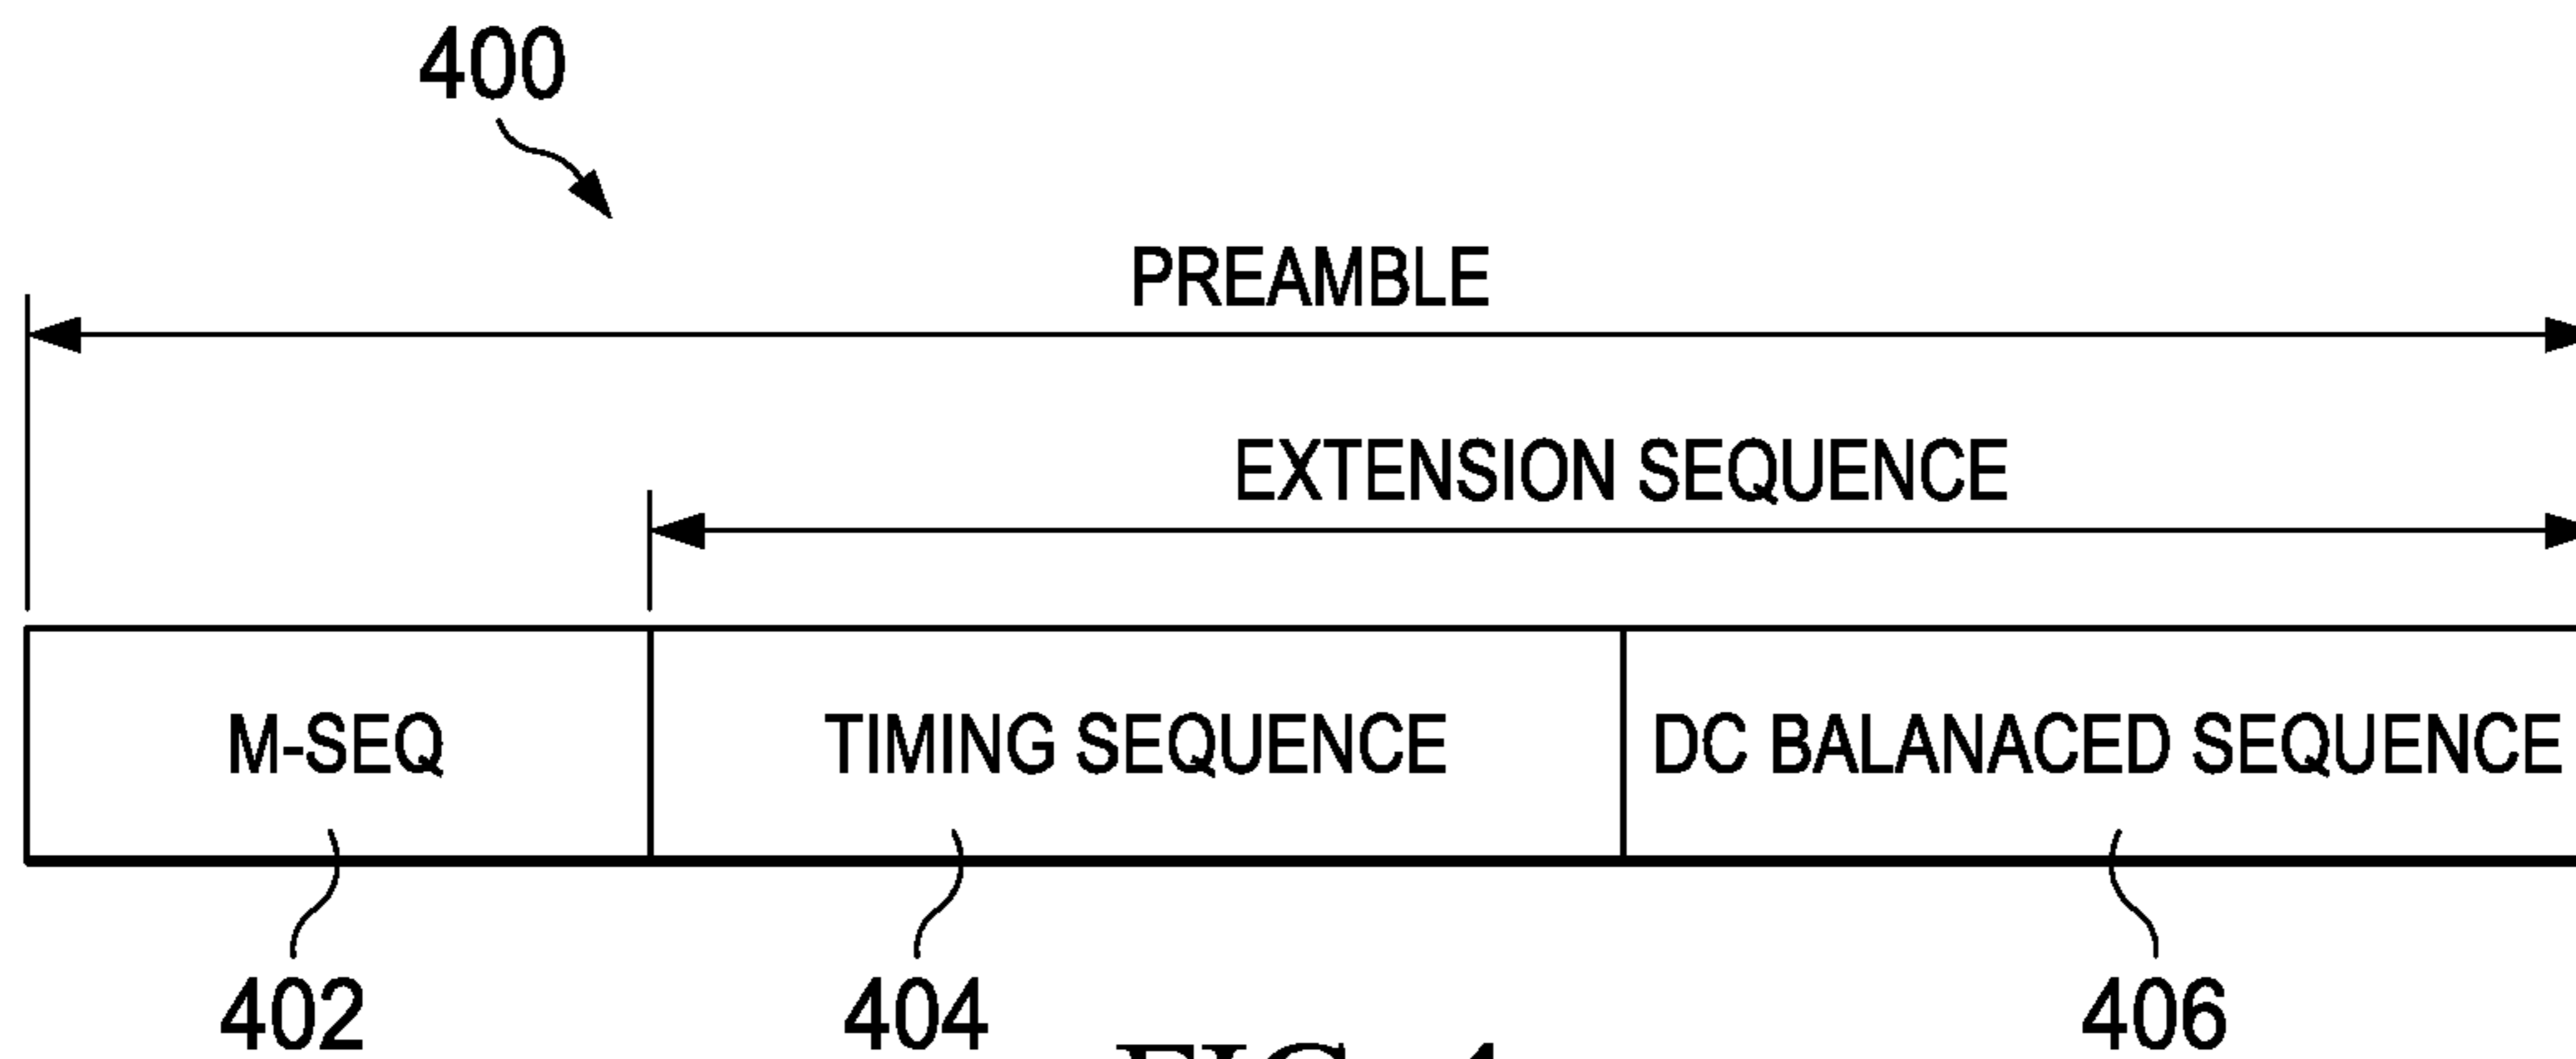 400
PREAMBLE
EXTENSION SEQUENCE
M-SEQ
TIMING SEQUENCE
DC BALANACED SEQUENCE
402
404
406